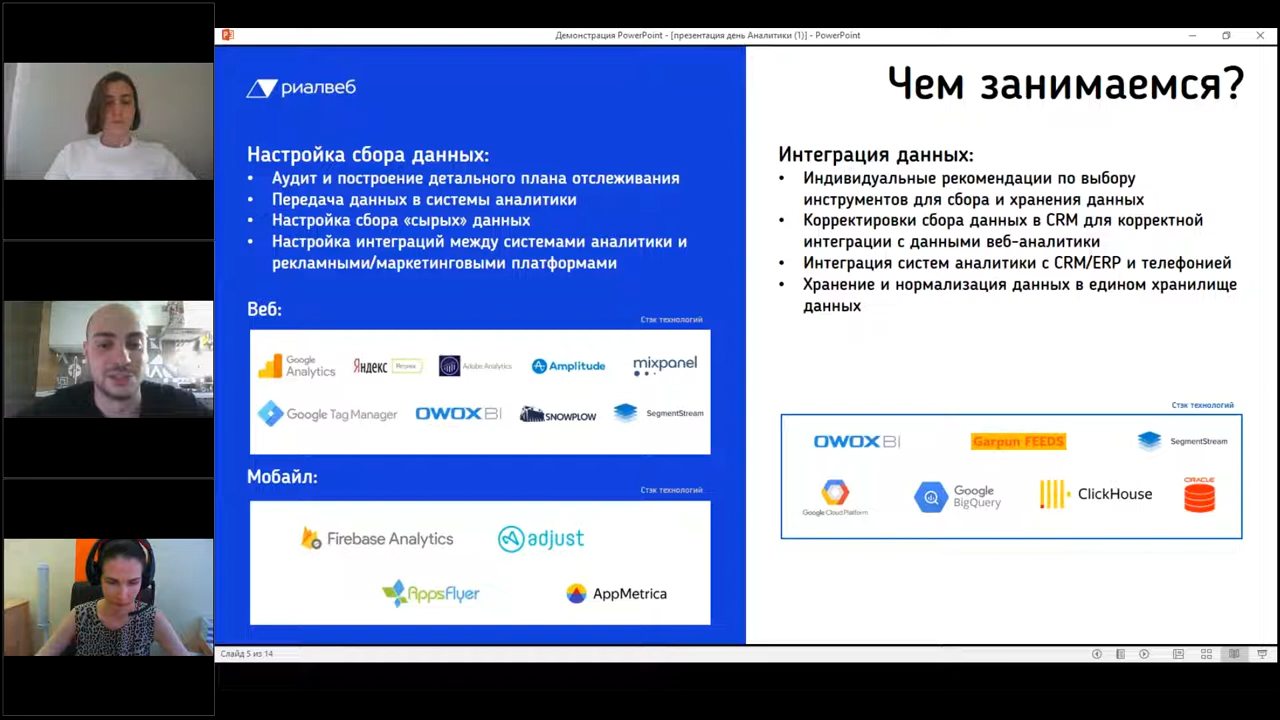 Демонстрация PowerPoint - [презентация день Аналитики (1)] - PowerPoint
риалвеб
Чем занимаемся?
Настройка сбора данных:
• Аудит и построение детального плана отслеживания
• Передача данных в системы аналитики
• Настройка сбора «сырых» данных
• Настройка интеграций между системами аналитики и
рекламными/маркетинговыми платформами
Веб:
Стэк технологий
Google Analytics
Яндекс Метрика
Adobe Analytics
Amplitude
mixpanel
Google Tag Manager
OWOX BI
SNOWPLOW
SegmentStream
Мобайл:
Стэк технологий
Firebase Analytics
adjust
AppsFlyer
AppMetrica
Интеграция данных:
• Индивидуальные рекомендации по выбору
инструментов для сбора и хранения данных
• Корректировки сбора данных в CRM для корректной
интеграции с данными веб-аналитики
• Интеграция систем аналитики с CRM/ERP и телефонией
• Хранение и нормализация данных в едином хранилище
данных
Стэк технологий
OWOX BI
Garpun FEEDS
SegmentStream
Google Cloud Platform
Google BigQuery
ClickHouse
ORACLE
Слайд 5 из 14